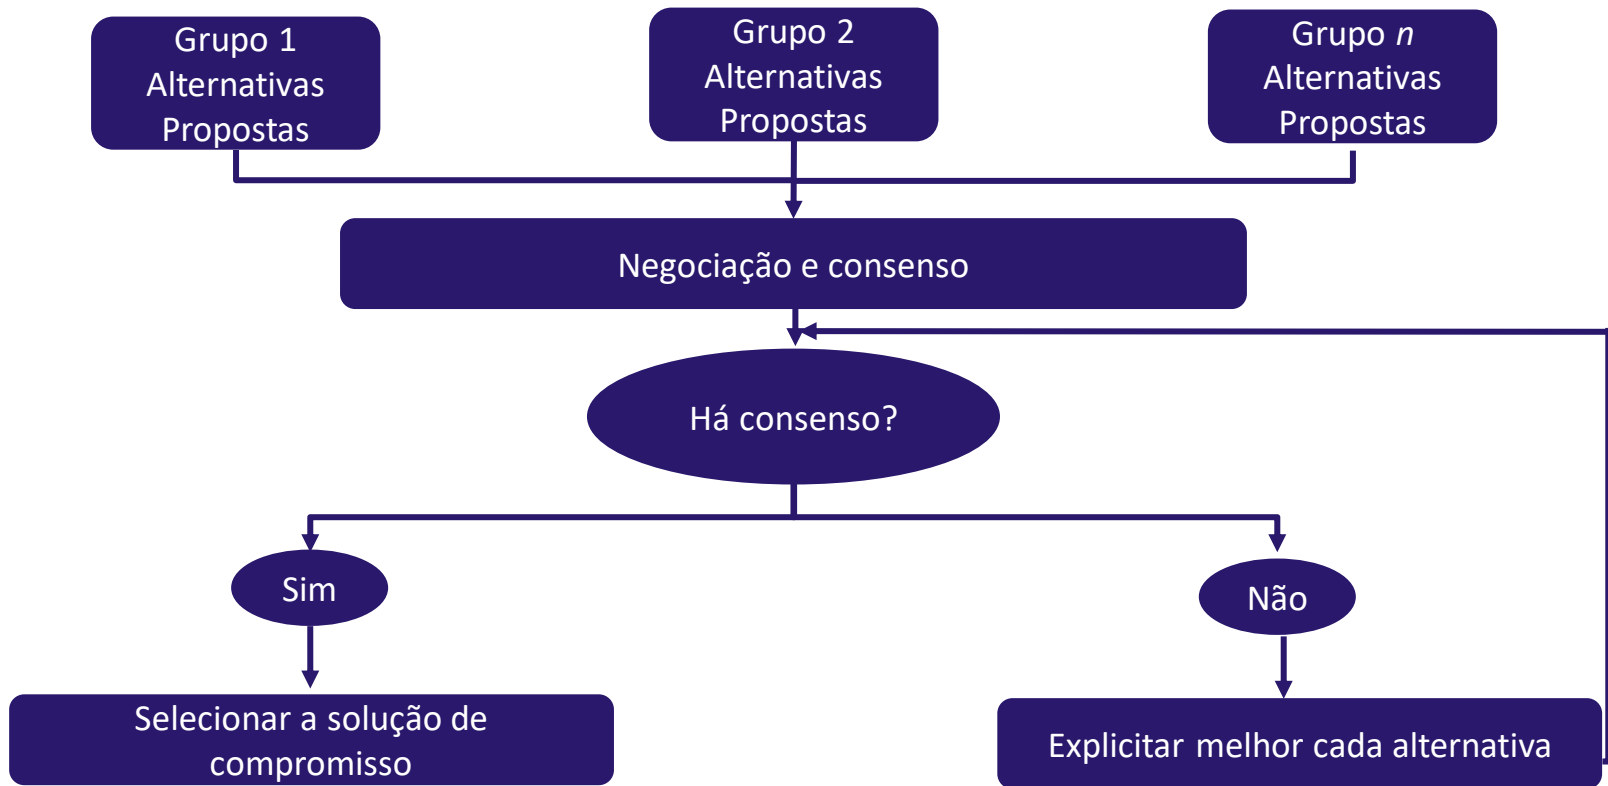 Grupo 1
Alternativas
Propostas
Grupo 2
Alternativas
Propostas
Grupo n
Alternativas
Propostas
Negociação e consenso
Há consenso?
Sim
Não
Selecionar a solução de
compromisso
Explicitar melhor cada alternativa